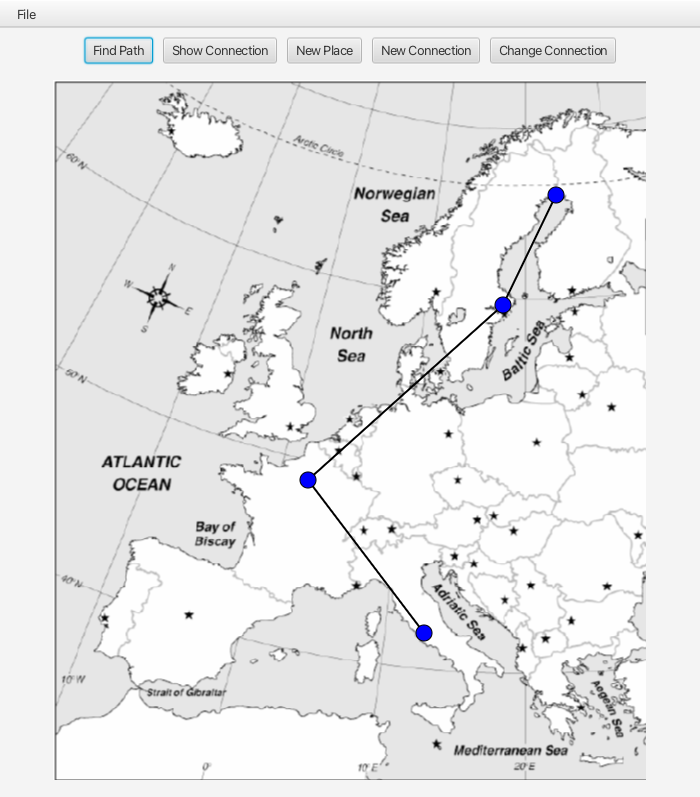 File
Find Path
Show Connection
New Place
New Connection
Change Connection
Arctic Circle
60°N
Norwegian
Sea
N
W
E
S
North
Sea
Baltic Sea
50°N
ATLANTIC
OCEAN
Bay of
Biscay
40°N
Adriatic Sea
10°W
Strait of Gibraltar
Aegean Sea
Mediterranean Sea
0°
10°E
20°E